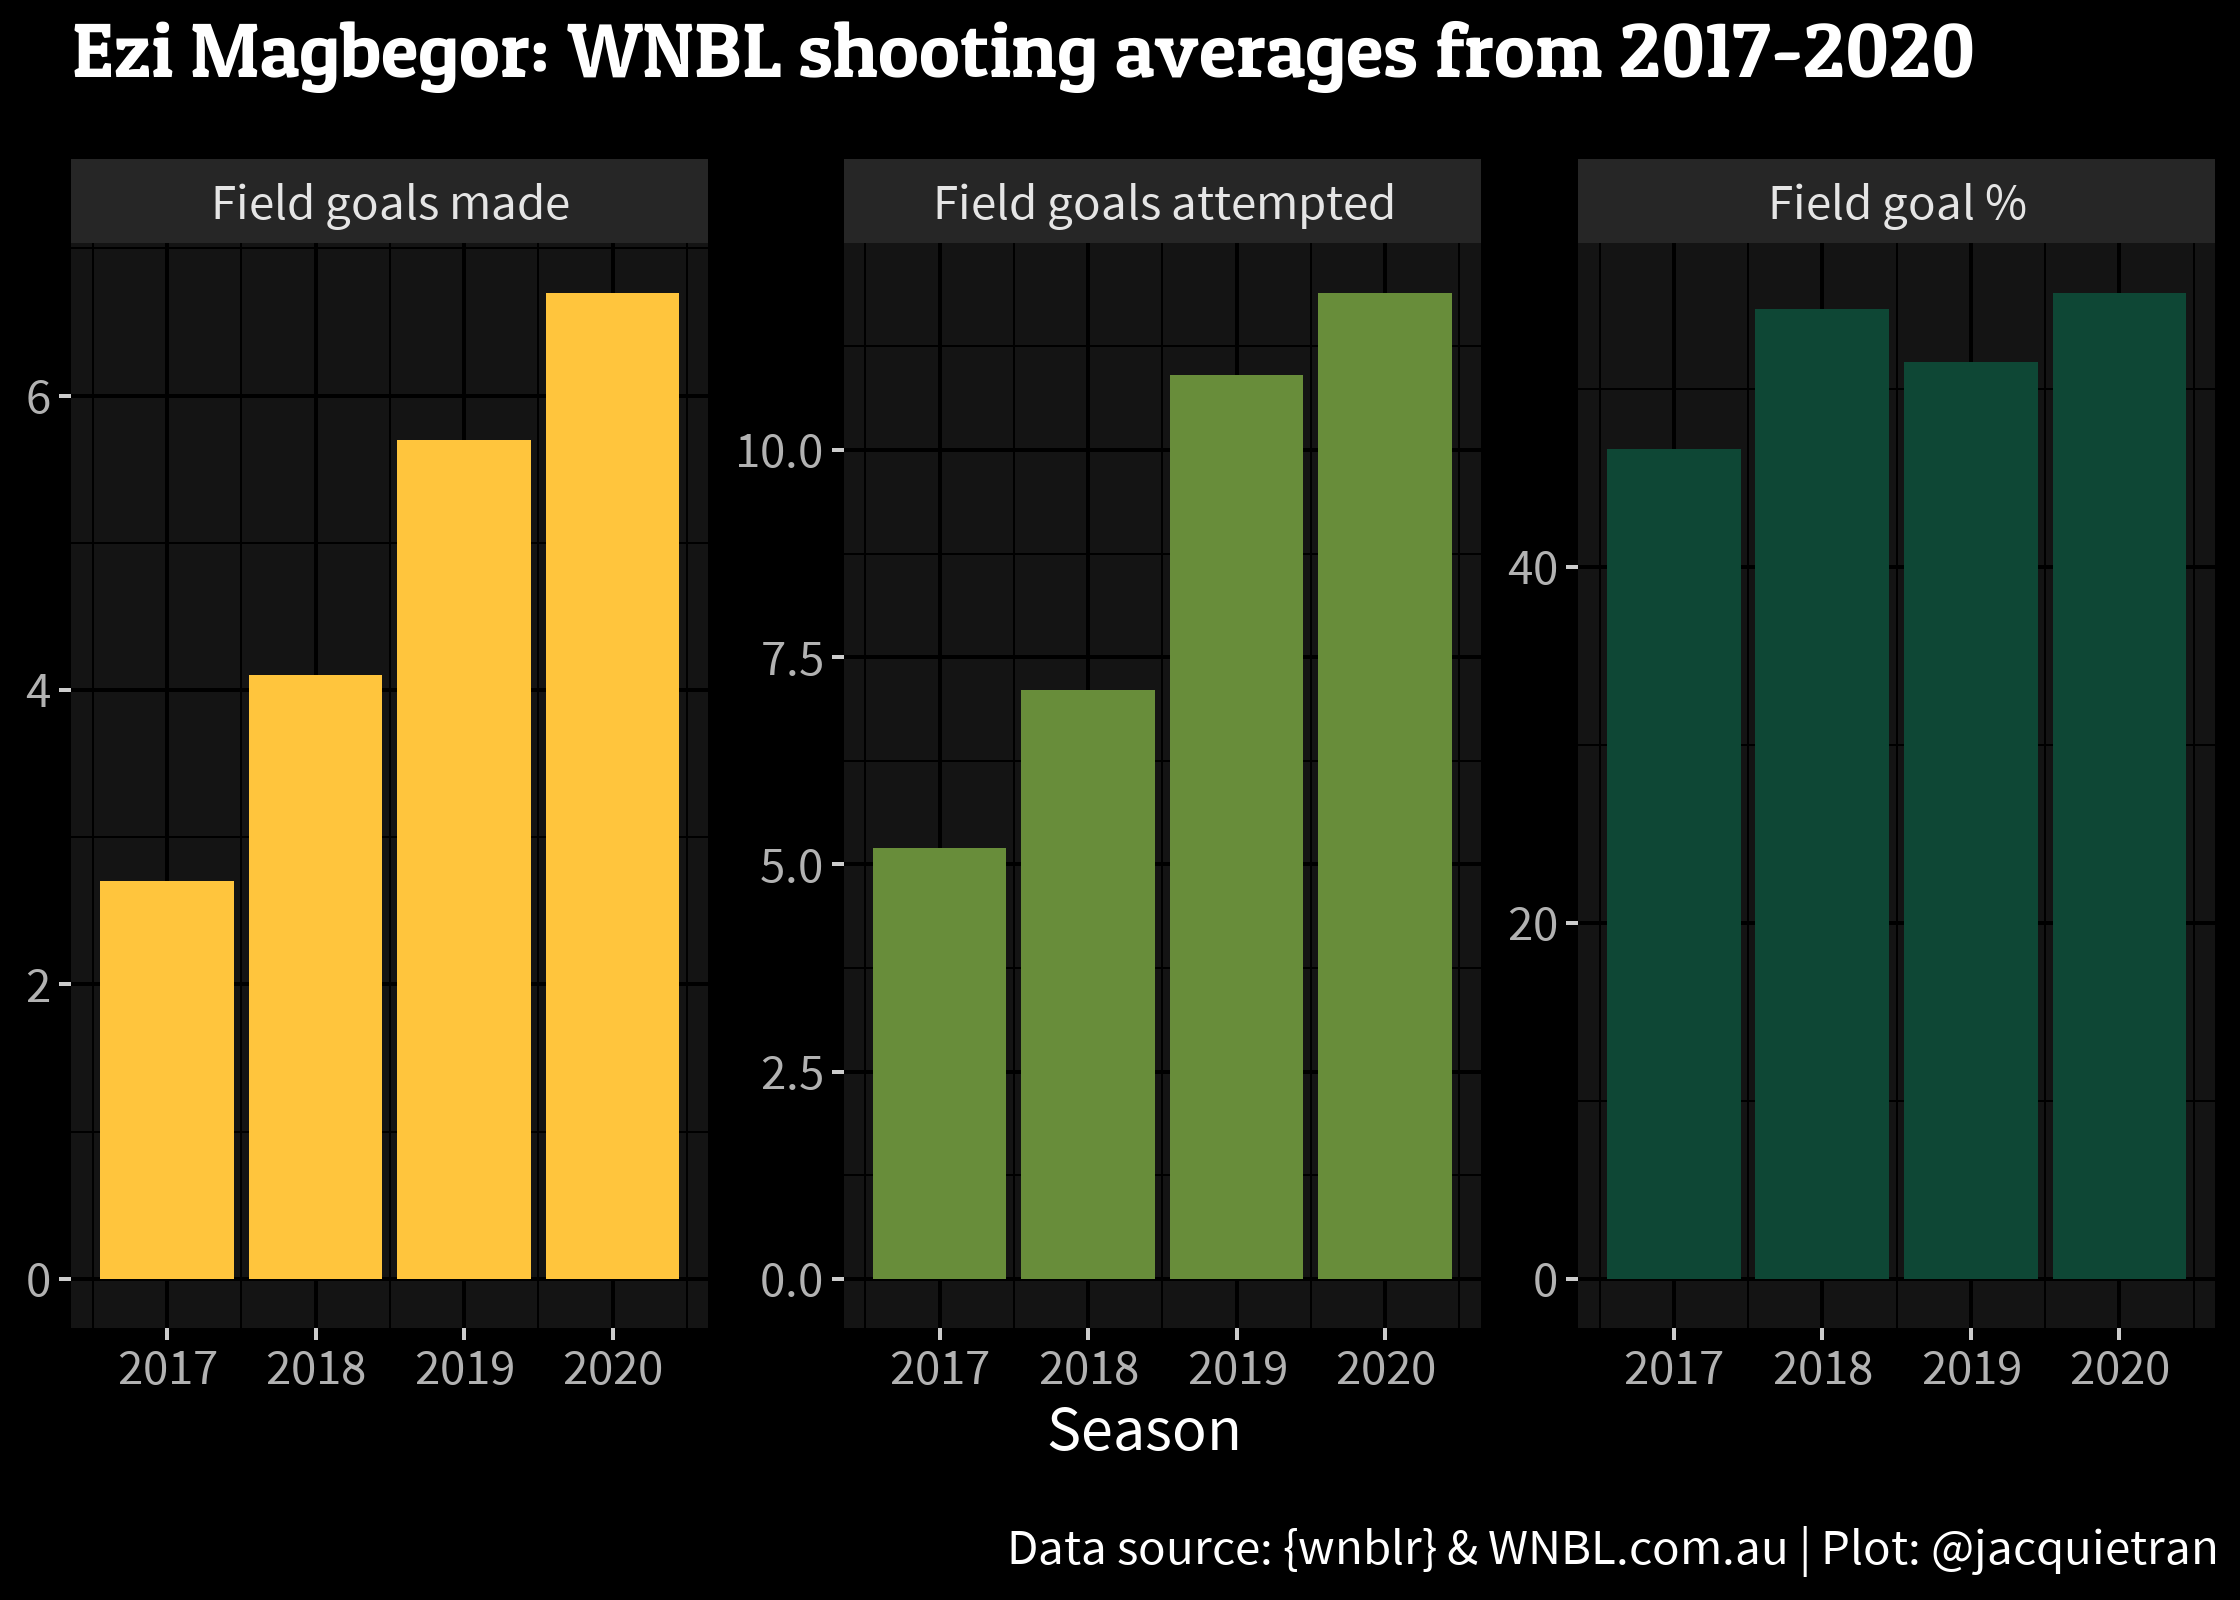 Ezi Magbegor: WNBL shooting averages from 2017-2020
Field goals made
Field goals attempted
Field goal %
6
4
2
0
10.0
7.5
5.0
2.5
0.0
40
20
0
2017 2018 2019 2020
2017 2018 2019 2020
2017 2018 2019 2020
Season
Data source: {wnblr} & WNBL.com.au | Plot: @jacquietran